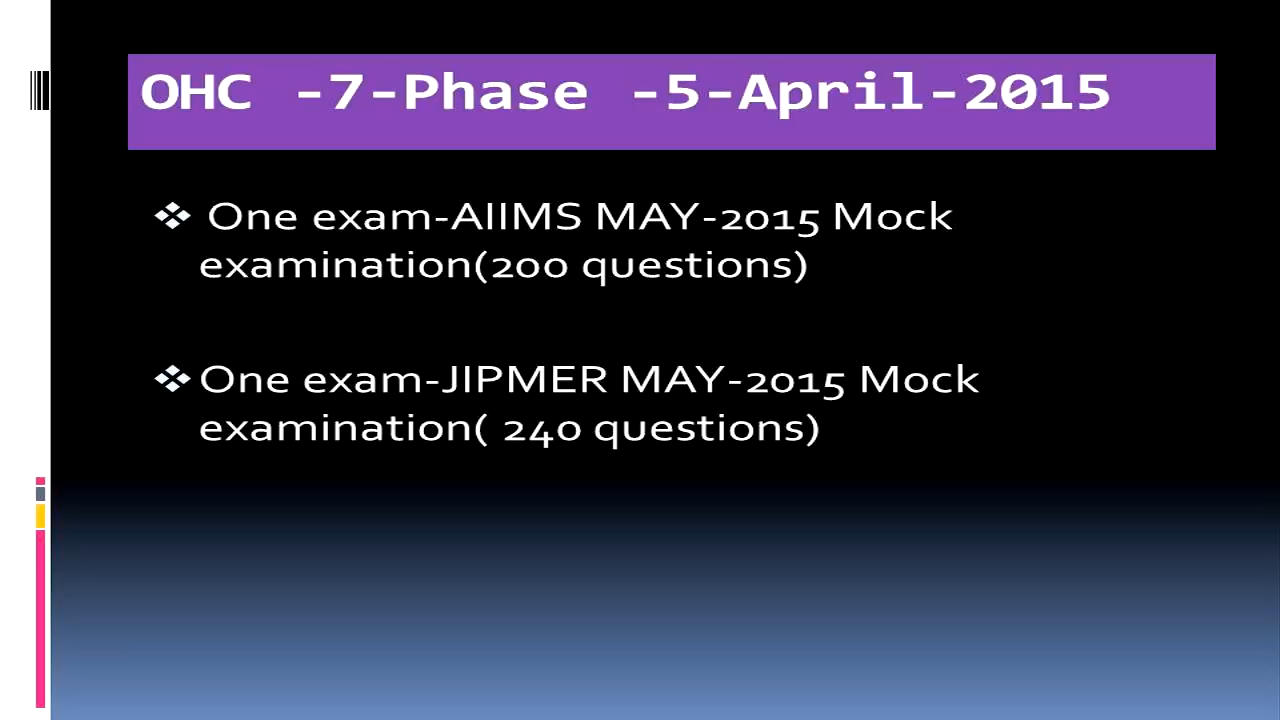 OHC -7-Phase -5-April-2015
❖ One exam-AIIMS MAY-2015 Mock
examination(200 questions)
❖ One exam-JIPMER MAY-2015 Mock
examination( 240 questions)